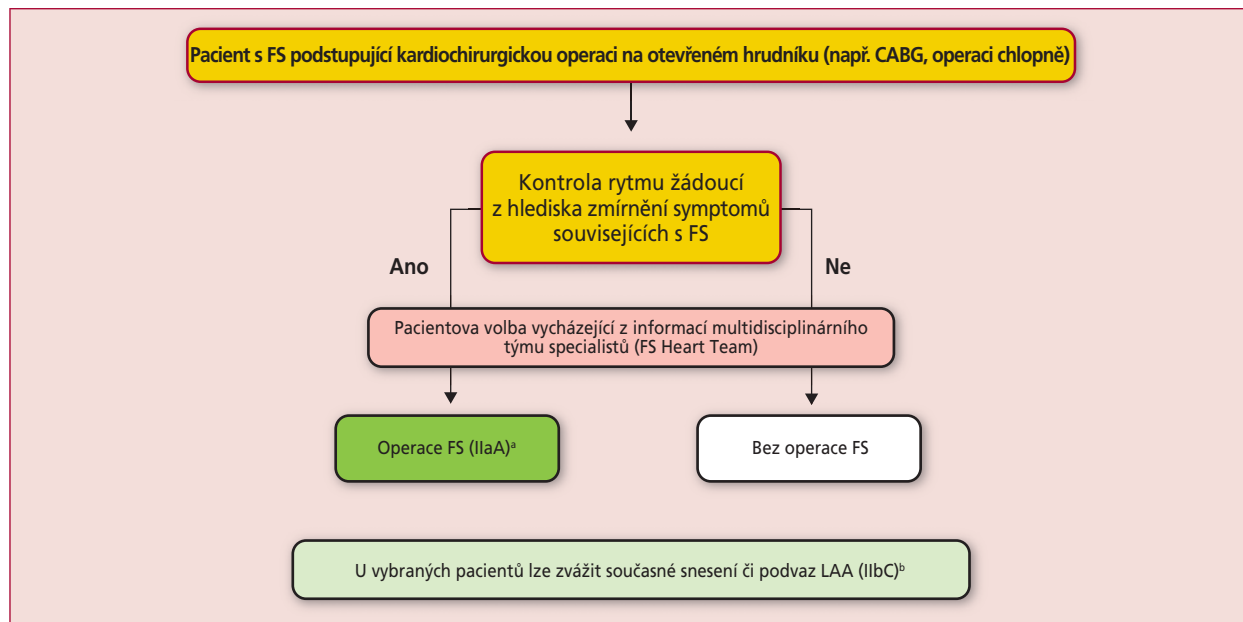 Pacient s FS podstupující kardiochirurgickou operaci na otevřeném hrudníku (např. CABG, operaci chlopně)
Kontrola rytmu žádoucí
z hlediska zmírnění symptomů
souvisejících s FS
Ano
Ne
Pacientova volba vycházející z informací multidisciplinárního
týmu specialistů (FS Heart Team)
Operace FS (IIaA)ᵃ
Bez operace FS
U vybraných pacientů lze zvážit současné snesení či podvaz LAA (IIbC)ᵇ